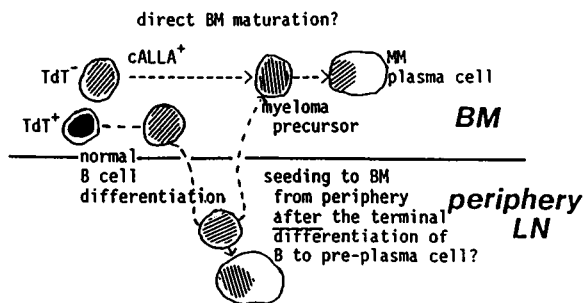 direct BM maturation?
TdT⁻
cALLA⁺
MM
plasma cell
TdT⁺
myeloma
precursor
BM
normal
B cell
differentiation
seeding to BM
from periphery
after the terminal
differentiation of
B to pre-plasma cell?
periphery
LN